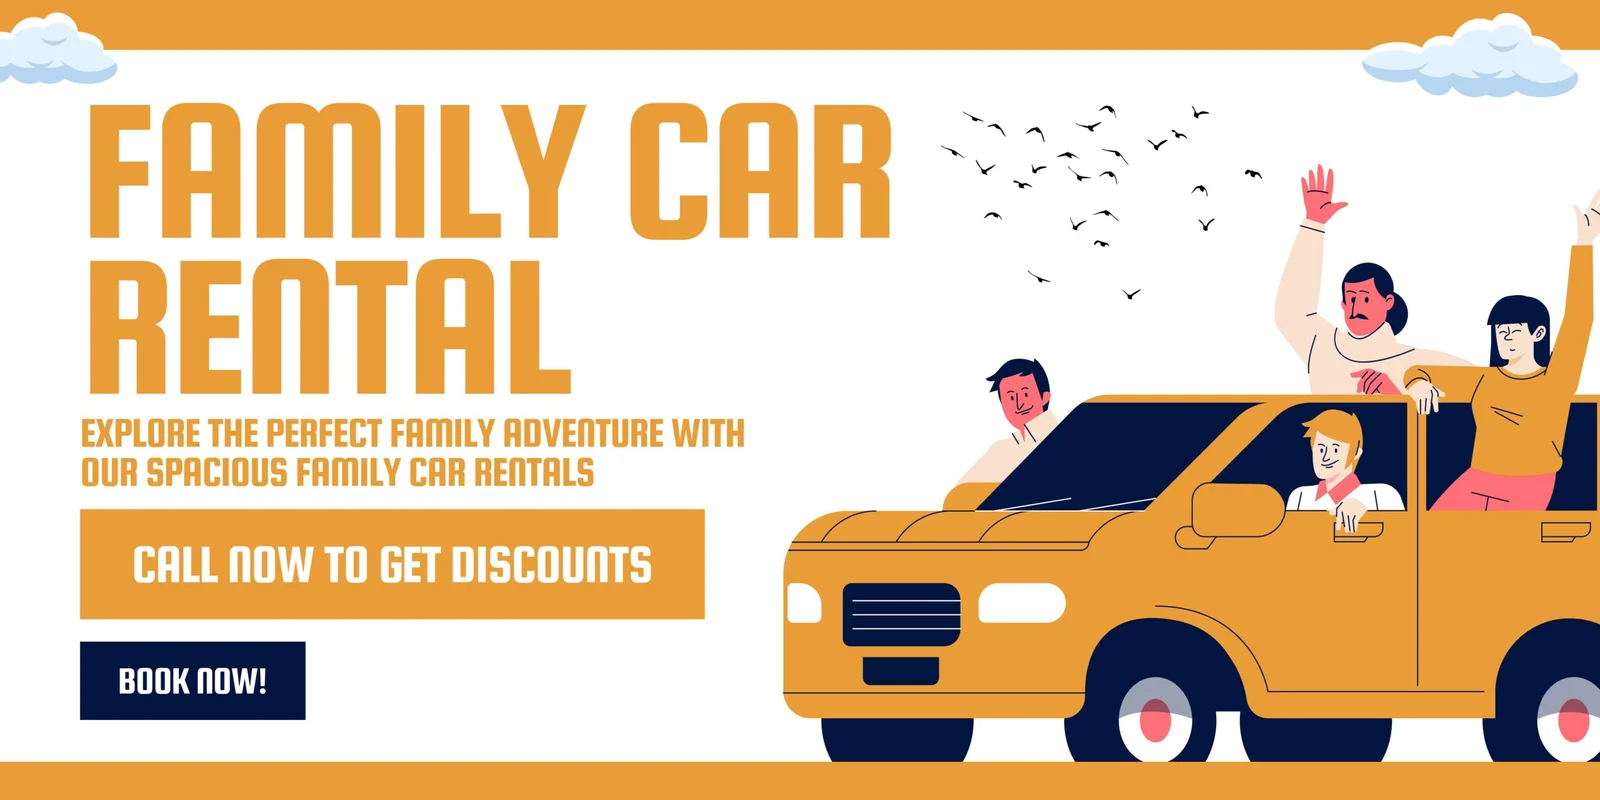 FAMILY CAR
RENTAL
EXPLORE THE PERFECT FAMILY ADVENTURE WITH
OUR SPACIOUS FAMILY CAR RENTALS
CALL NOW TO GET DISCOUNTS
BOOK NOW!